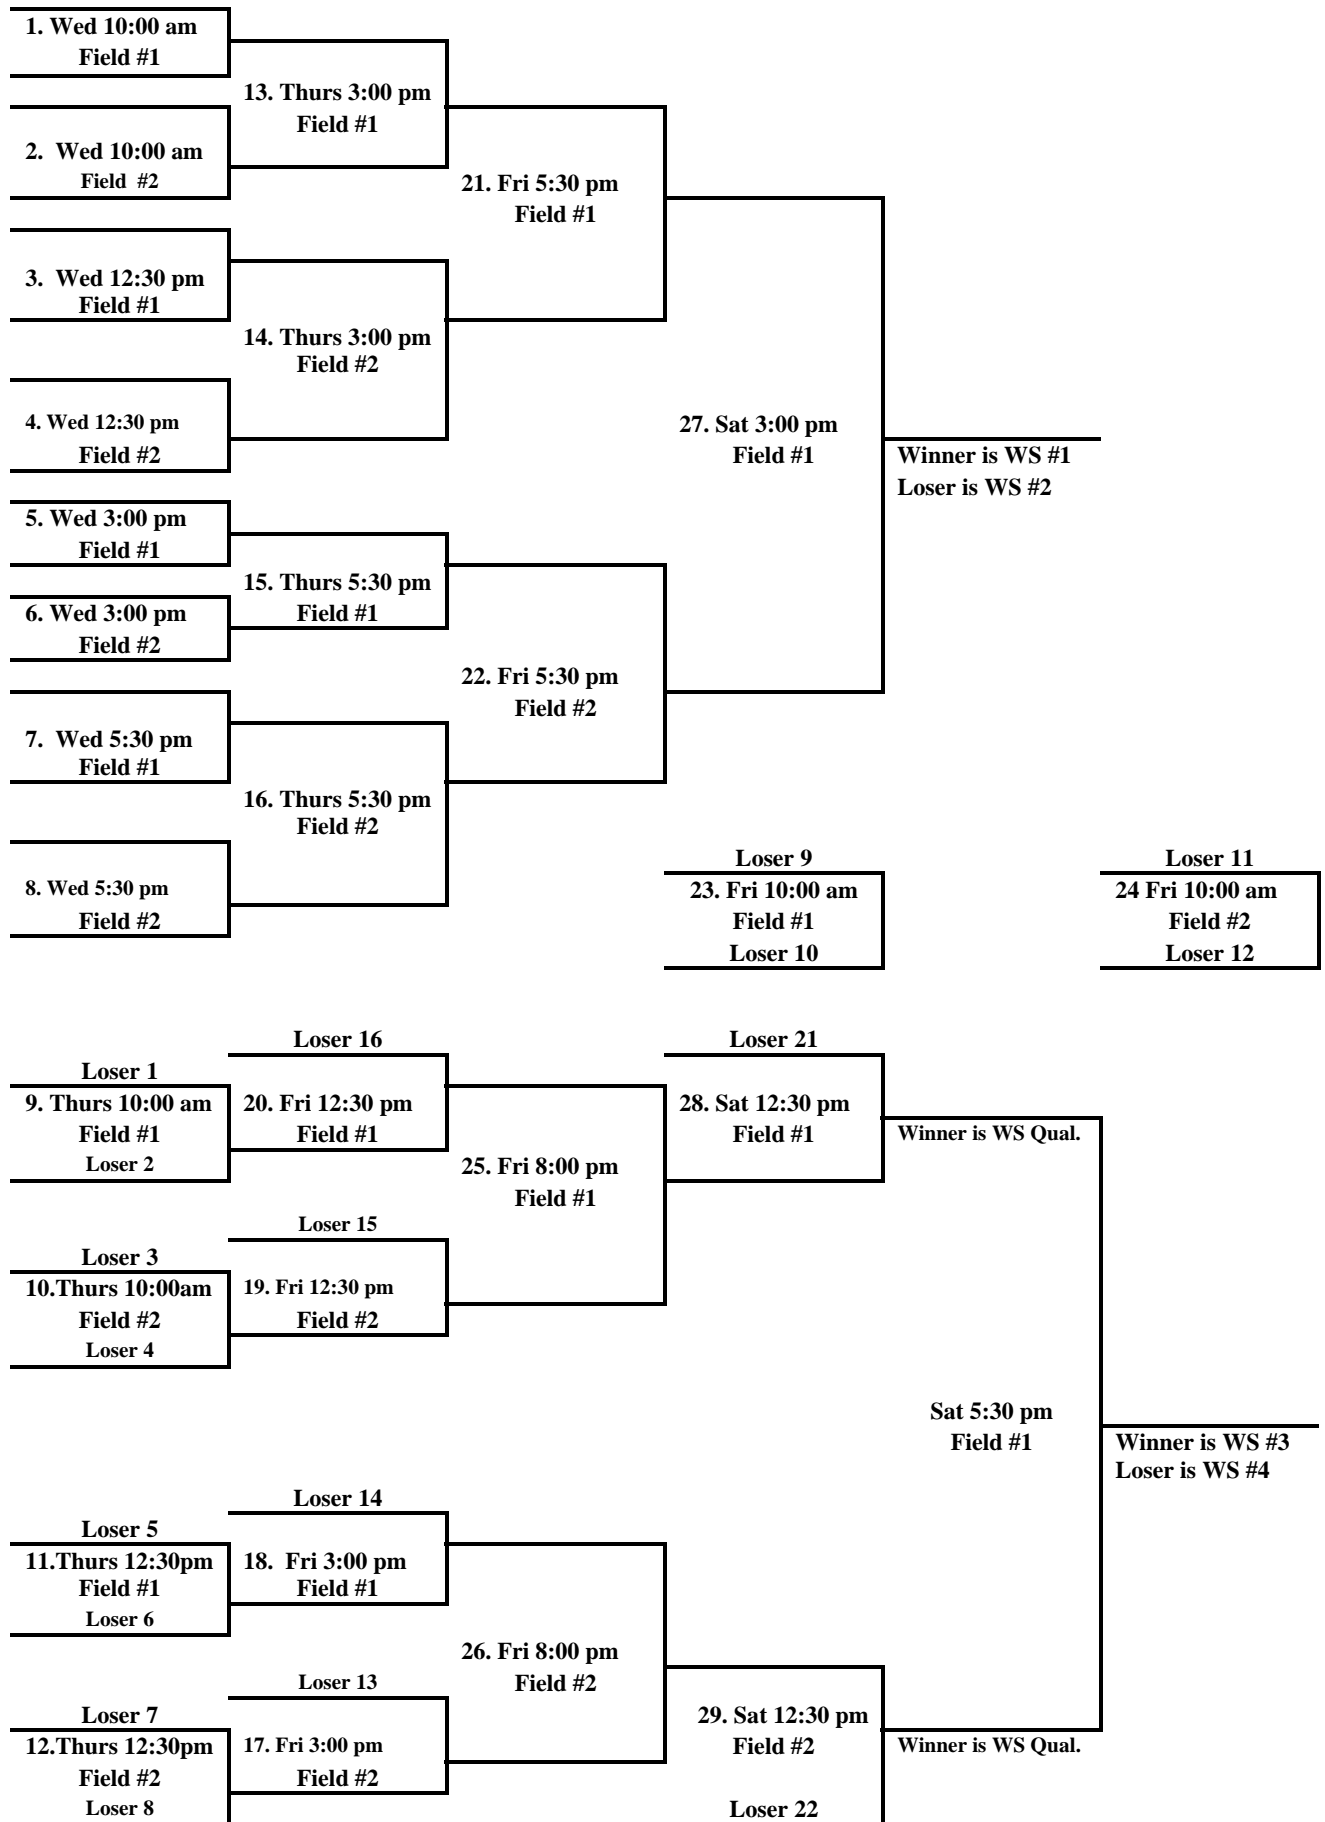 1. Wed 10:00 am
Field #1
13. Thurs 3:00 pm
Field #1
2.  Wed 10:00 am
Field  #2
21. Fri 5:30 pm
Field #1
3.  Wed 12:30 pm
Field #1
14. Thurs 3:00 pm
Field #2
4. Wed 12:30 pm
Field #2
27. Sat 3:00 pm
Field #1
Winner is WS #1
Loser is WS #2
5. Wed 3:00 pm
Field #1
15. Thurs 5:30 pm
Field #1
6. Wed 3:00 pm
Field #2
22. Fri 5:30 pm
Field #2
7.  Wed 5:30 pm
Field #1
16. Thurs 5:30 pm
Field #2
8. Wed 5:30 pm
Field #2
Loser 9
23. Fri 10:00 am
Field #1
Loser 10
Loser 11
24 Fri 10:00 am
Field #2
Loser 12
Loser 1
9. Thurs 10:00 am
Field #1
Loser 2
Loser 16
20. Fri 12:30 pm
Field #1
25. Fri 8:00 pm
Field #1
Loser 21
28. Sat 12:30 pm
Field #1
Winner is WS Qual.
Loser 3
10.Thurs 10:00am
Field #2
Loser 4
Loser 15
19. Fri 12:30 pm
Field #2
Sat 5:30 pm
Field #1
Winner is WS #3
Loser is WS #4
Loser 5
11.Thurs 12:30pm
Field #1
Loser 6
Loser 14
18.  Fri 3:00 pm
Field #1
26. Fri 8:00 pm
Field #2
Loser 7
12.Thurs 12:30pm
Field #2
Loser 8
Loser 13
17. Fri 3:00 pm
Field #2
29. Sat 12:30 pm
Field #2
Loser 22
Winner is WS Qual.